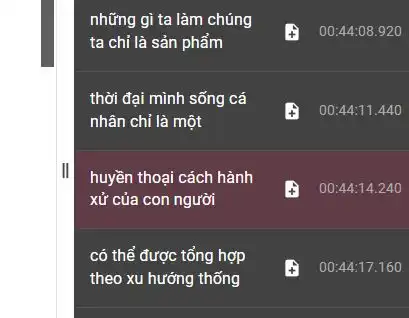 những gì ta làm chúng
ta chỉ là sản phẩm
00:44:08.920
thời đại mình sống cá
nhân chỉ là một
00:44:11.440
huyền thoại cách hành
xử của con người
00:44:14.240
có thể được tổng hợp
theo xu hướng thống
00:44:17.160